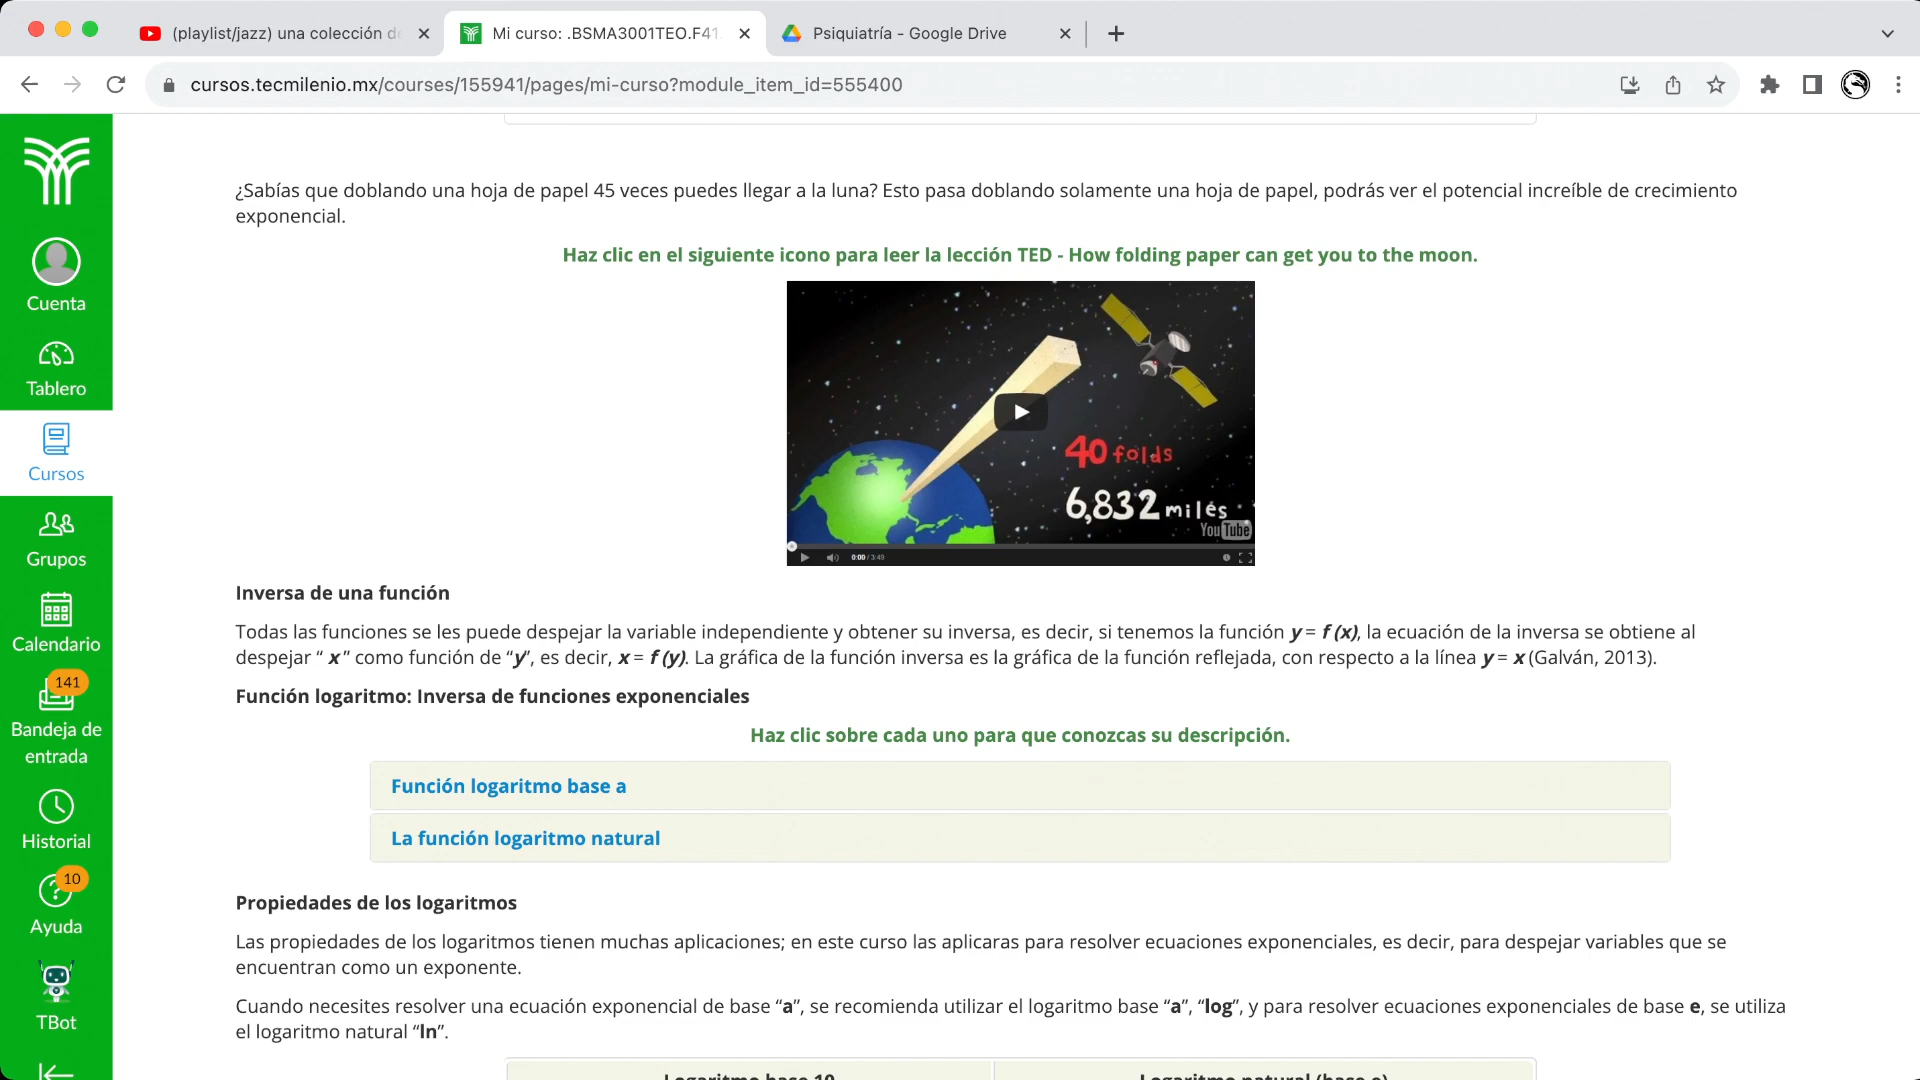 (playlist/jazz) una colección de
Mi curso: .BSMA3001TEO.F41.
Psiquiatría - Google Drive
cursos.tecmilenio.mx/courses/155941/pages/mi-curso?module_item_id=555400
Cuenta
Tablero
Cursos
Grupos
Calendario
141
Bandeja de
entrada
Historial
10
Ayuda
TBot
¿Sabías que doblando una hoja de papel 45 veces puedes llegar a la luna? Esto pasa doblando solamente una hoja de papel, podrás ver el potencial increíble de crecimiento
exponencial.
Haz clic en el siguiente icono para leer la lección TED - How folding paper can get you to the moon.
40 folds
6,832 miles
YouTube
0:00 / 3:49
Inversa de una función
Todas las funciones se les puede despejar la variable independiente y obtener su inversa, es decir, si tenemos la función y = f (x), la ecuación de la inversa se obtiene al
despejar “ x” como función de “y”, es decir, x = f (y). La gráfica de la función inversa es la gráfica de la función reflejada, con respecto a la línea y = x (Galván, 2013).
Función logaritmo: Inversa de funciones exponenciales
Haz clic sobre cada uno para que conozcas su descripción.
Función logaritmo base a
La función logaritmo natural
Propiedades de los logaritmos
Las propiedades de los logaritmos tienen muchas aplicaciones; en este curso las aplicaras para resolver ecuaciones exponenciales, es decir, para despejar variables que se
encuentran como un exponente.
Cuando necesites resolver una ecuación exponencial de base “a”, se recomienda utilizar el logaritmo base “a”, “log”, y para resolver ecuaciones exponenciales de base e, se utiliza
el logaritmo natural “ln”.
Logaritmo base 10
Logaritmo natural (base e)